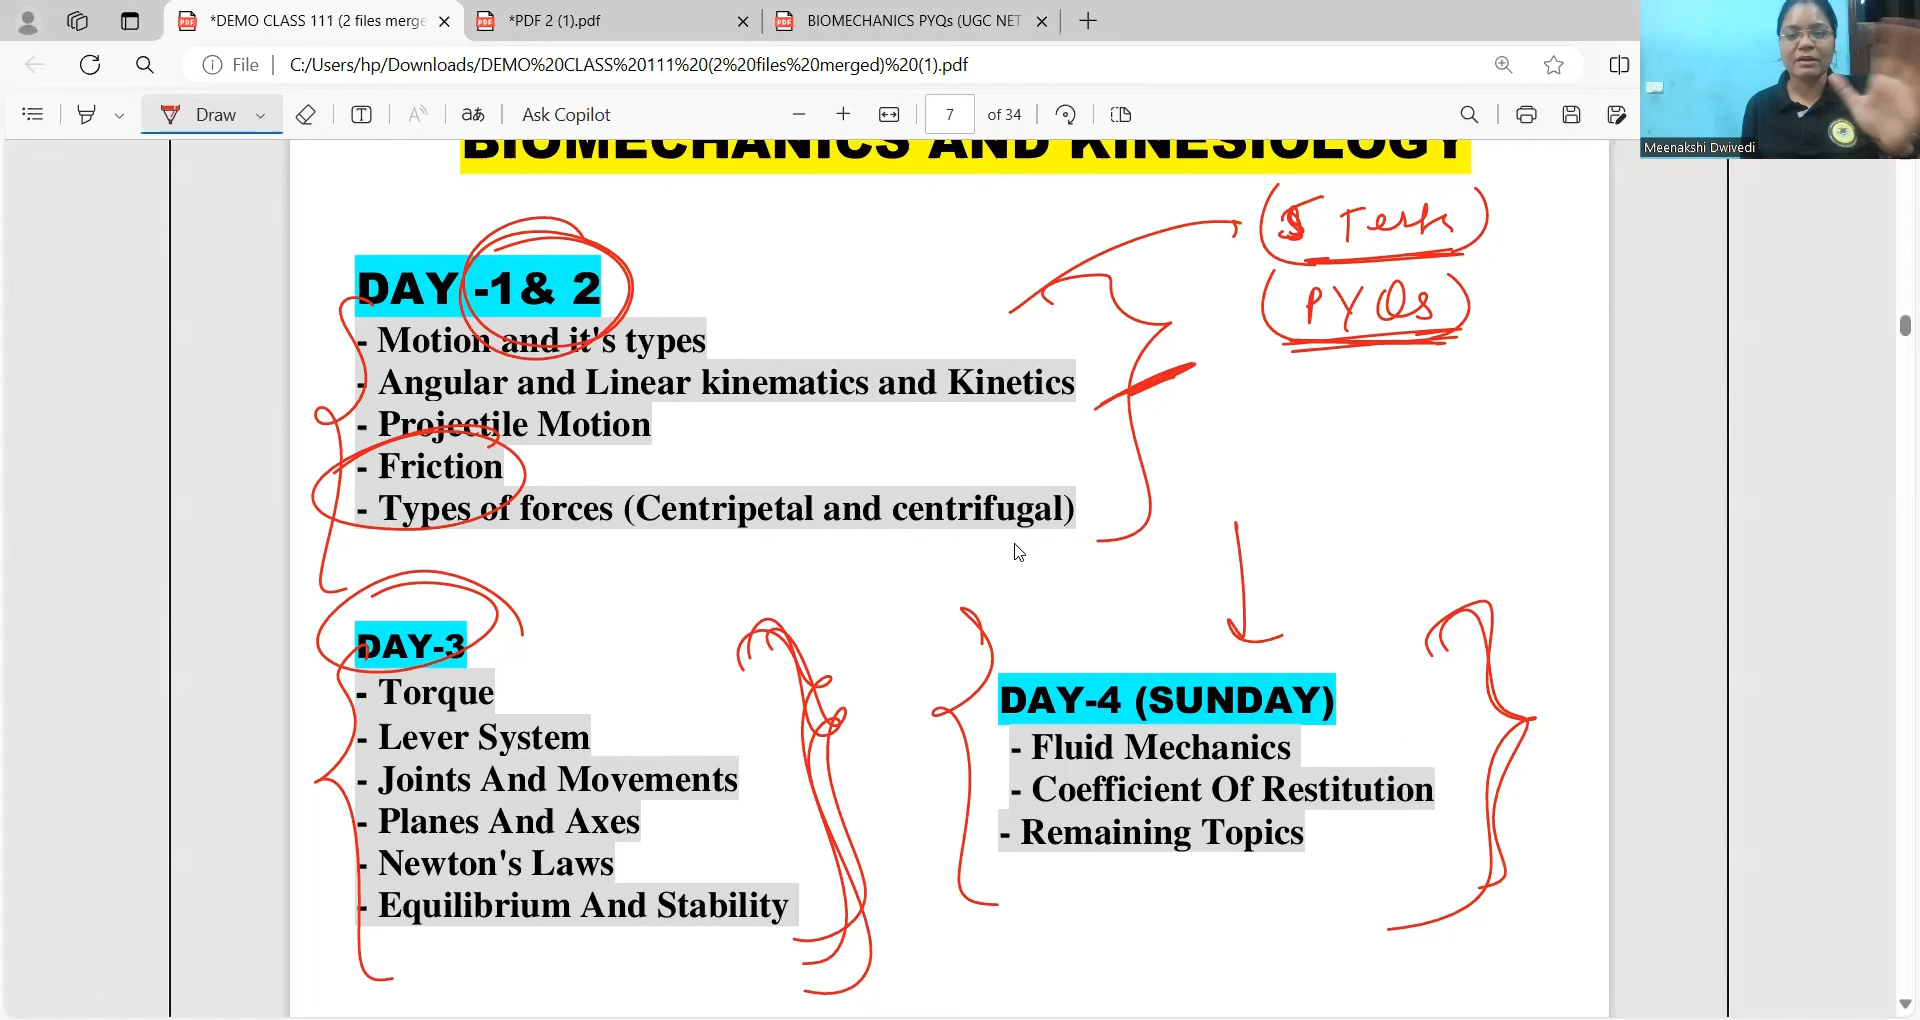 *DEMO CLASS 111 (2 files merge
*PDF 2 (1).pdf
BIOMECHANICS PYQs (UGC NET
File
C:/Users/hp/Downloads/DEMO%20CLASS%20111%20(2%20files%20merged)%20(1).pdf
Draw
Ask Copilot
7 of 34
Meenakshi Dwivedi
BIOMECHANICS AND KINESIOLOGY
5
PYQs
DAY -1& 2
- Motion and it's types
- Angular and Linear kinematics and Kinetics
- Projectile Motion
- Friction
- Types of forces (Centripetal and centrifugal)
DAY-3
- Torque
- Lever System
- Joints And Movements
- Planes And Axes
- Newton's Laws
- Equilibrium And Stability
DAY-4 (SUNDAY)
- Fluid Mechanics
- Coefficient Of Restitution
- Remaining Topics